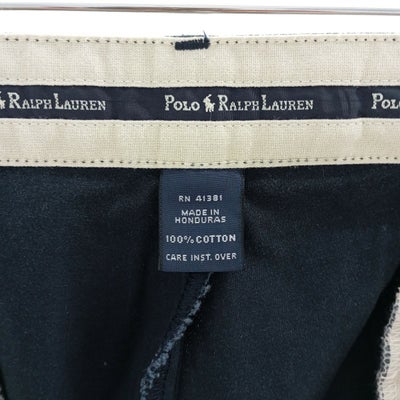 RALPH LAUREN POLO RALPH LAUREN POLO
RN 41381
MADE IN
HONDURAS
100% COTTON
CARE INST. OVER